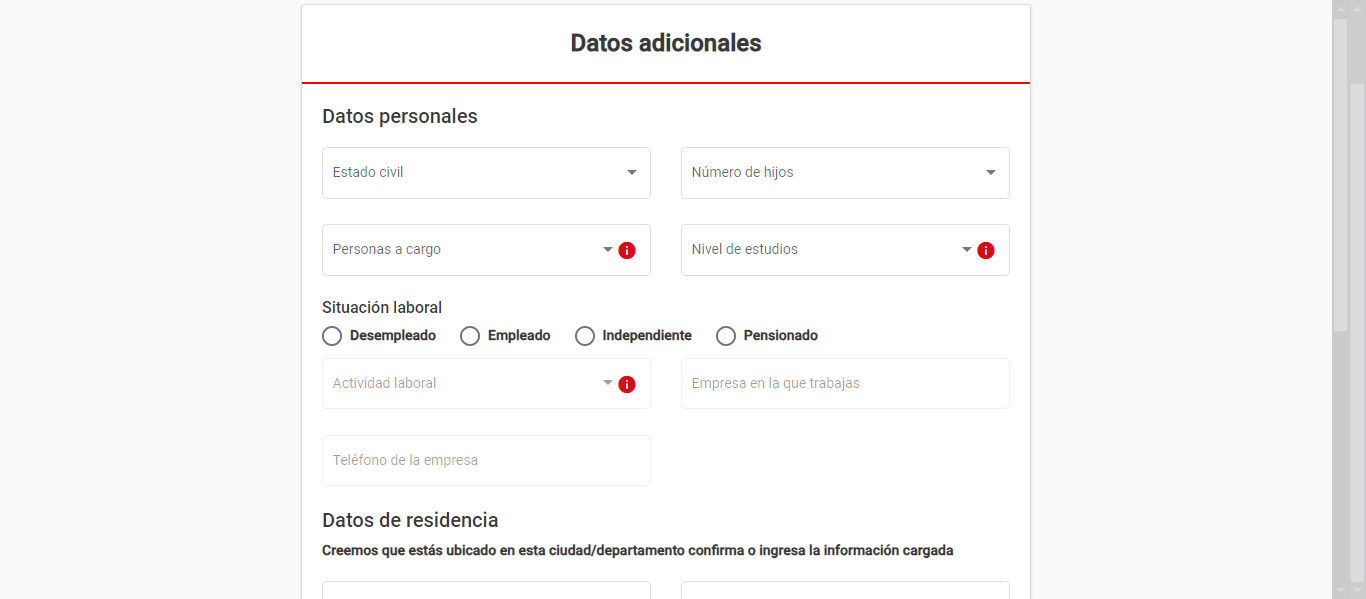 Datos adicionales
Datos personales
Estado civil
Número de hijos
Personas a cargo
Nivel de estudios
Situación laboral
Desempleado Empleado Independiente Pensionado
Actividad laboral
Empresa en la que trabajas
Teléfono de la empresa
Datos de residencia
Creemos que estás ubicado en esta ciudad/departamento confirma o ingresa la información cargada